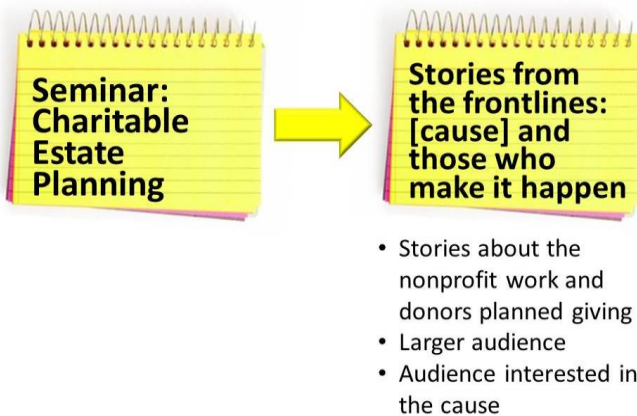 Seminar:
Charitable
Estate
Planning
Stories from
the frontlines:
[cause] and
those who
make it happen
• Stories about the
nonprofit work and
donors planned giving
• Larger audience
• Audience interested in
the cause